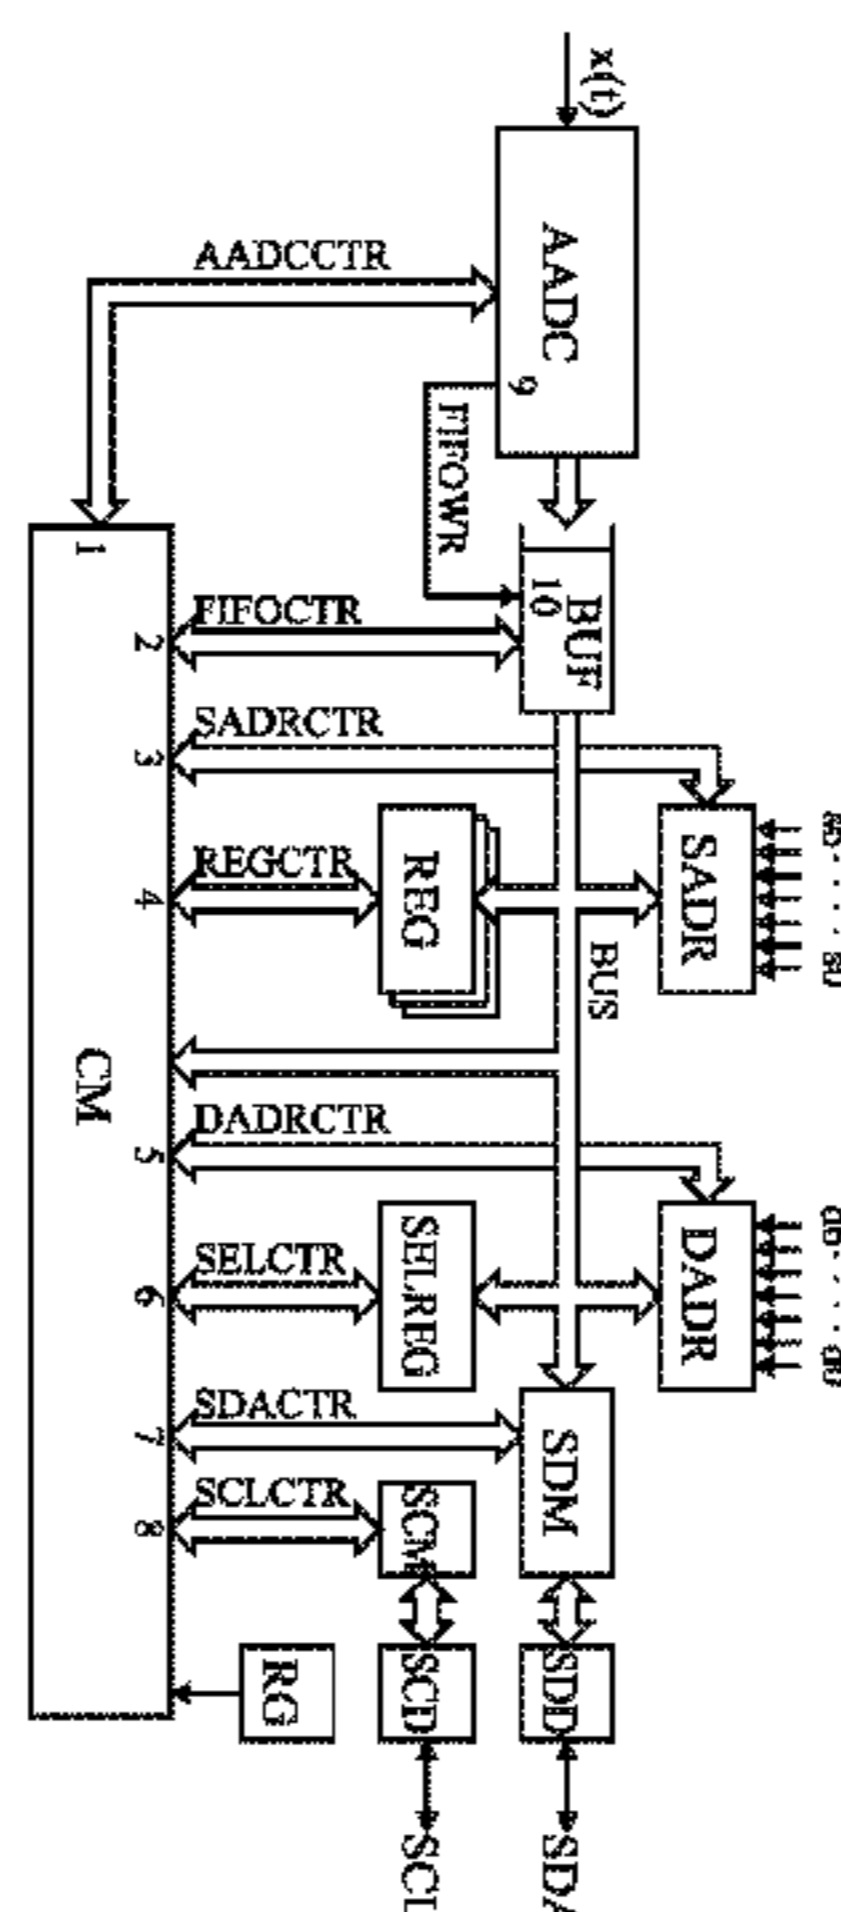 x(t)
AADC
9
AADCCTR
FIFOWR
1
BUF
10
FIFOCTR
2
SADRCTR
3
SADR
REGCTR
4
REG
BUS
CM
DADRCTR
5
DADR
SELCTR
6
SELREG
SDACTR
7
SDM
SCLCTR
8
SCM
RG
SCD
SDD
SCL
SDA